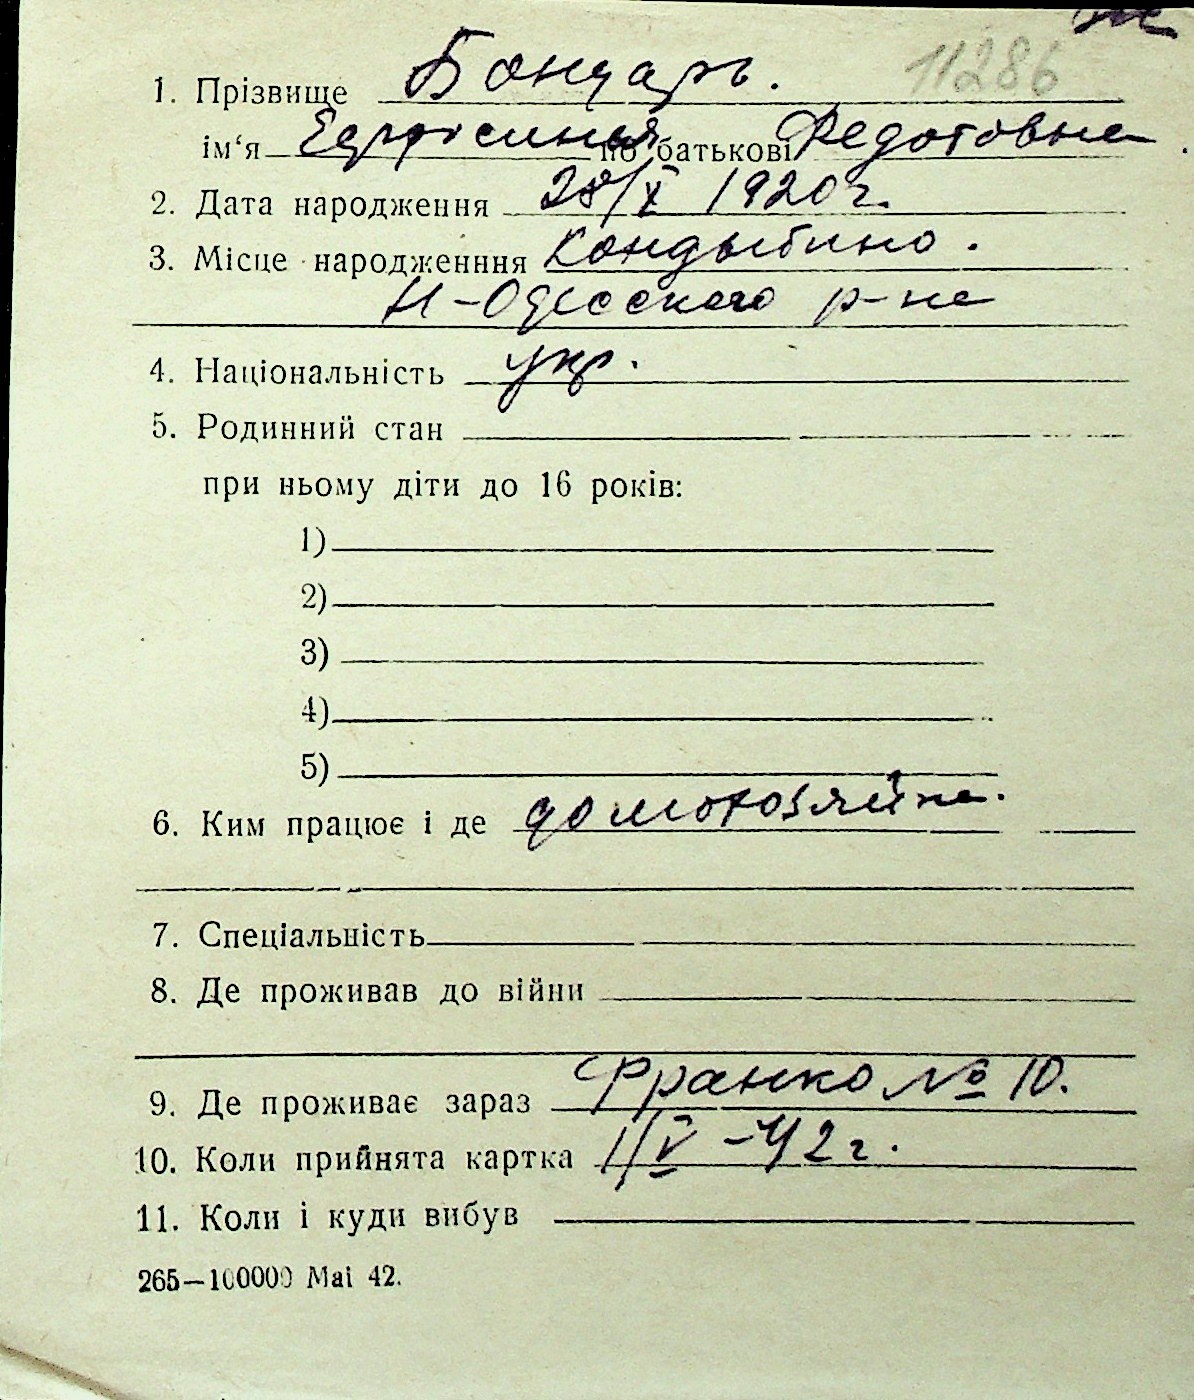 11286
1. Прізвище Бончарь.
ім‘я Ефросиния по батькові Федотовна.
2. Дата народження 28/X 1920 г.
3. Місце народженння Кондыбино.
Н-Одесского р-на
4. Національність укр.
5. Родинний стан
при ньому діти до 16 років:
1)
2)
3)
4)
5)
6. Ким працює і де домохозяйка.
7. Спеціальність
8. Де проживав до війни
9. Де проживає зараз Франко № 10.
10. Коли прийнята картка 1/V-42 г.
11. Коли і куди вибув
265—100000 Mai 42.